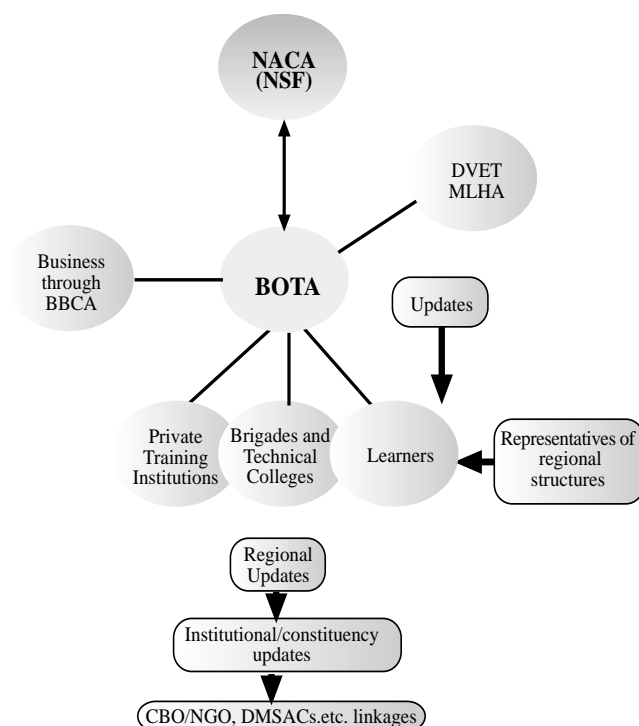 NACA
(NSF)
DVET
MLHA
Business
through
BBCA
BOTA
Updates
Private
Training
Institutions
Brigades and
Technical
Colleges
Learners
Representatives of
regional
structures
Regional
Updates
Institutional/constituency
updates
CBO/NGO, DMSACs.etc. linkages